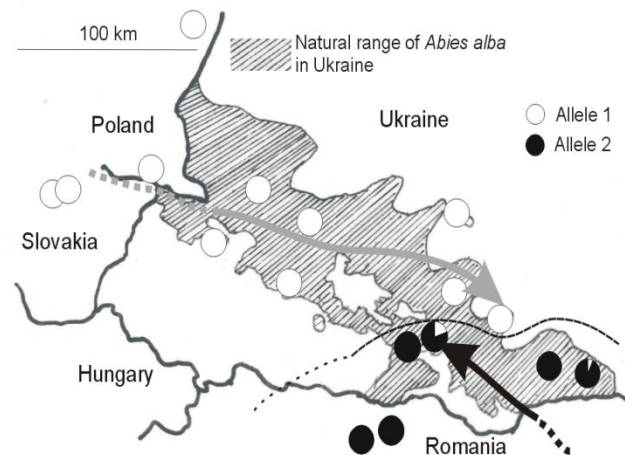 100 km
Natural range of Abies alba
in Ukraine
Poland
Ukraine
Allele 1
Allele 2
Slovakia
Hungary
Romania